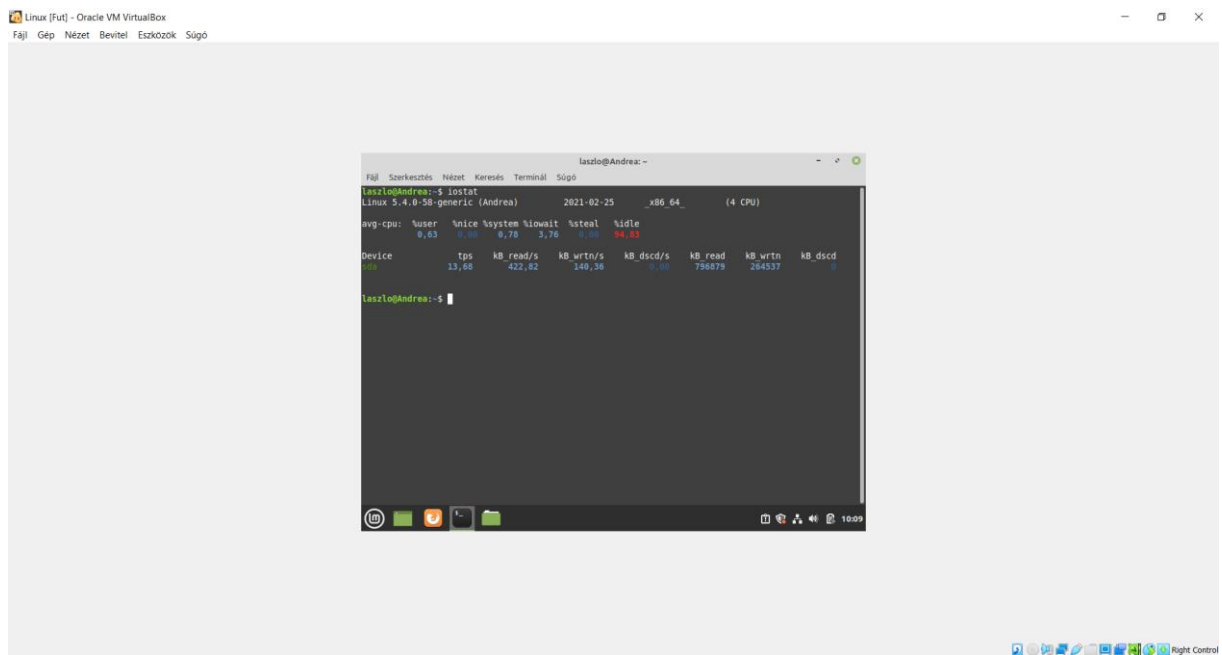 Linux [Fut] - Oracle VM VirtualBox
Fájl Gép Nézet Bevitel Eszközök Súgó
laszlo@Andrea: ~
Fájl Szerkesztés Nézet Keresés Terminál Súgó
laszlo@Andrea:~$ iostat
Linux 5.4.0-58-generic (Andrea) 2021-02-25 _x86_64_ (4 CPU)
avg-cpu: %user %nice %system %iowait %steal %idle
0,63 0,00 0,78 3,76 0,00 94,83
Device tps kB_read/s kB_wrtn/s kB_dscd/s kB_read kB_wrtn kB_dscd
sda 13,68 422,82 140,36 0,00 796879 264537 0
laszlo@Andrea:~$
10:09
Right Control